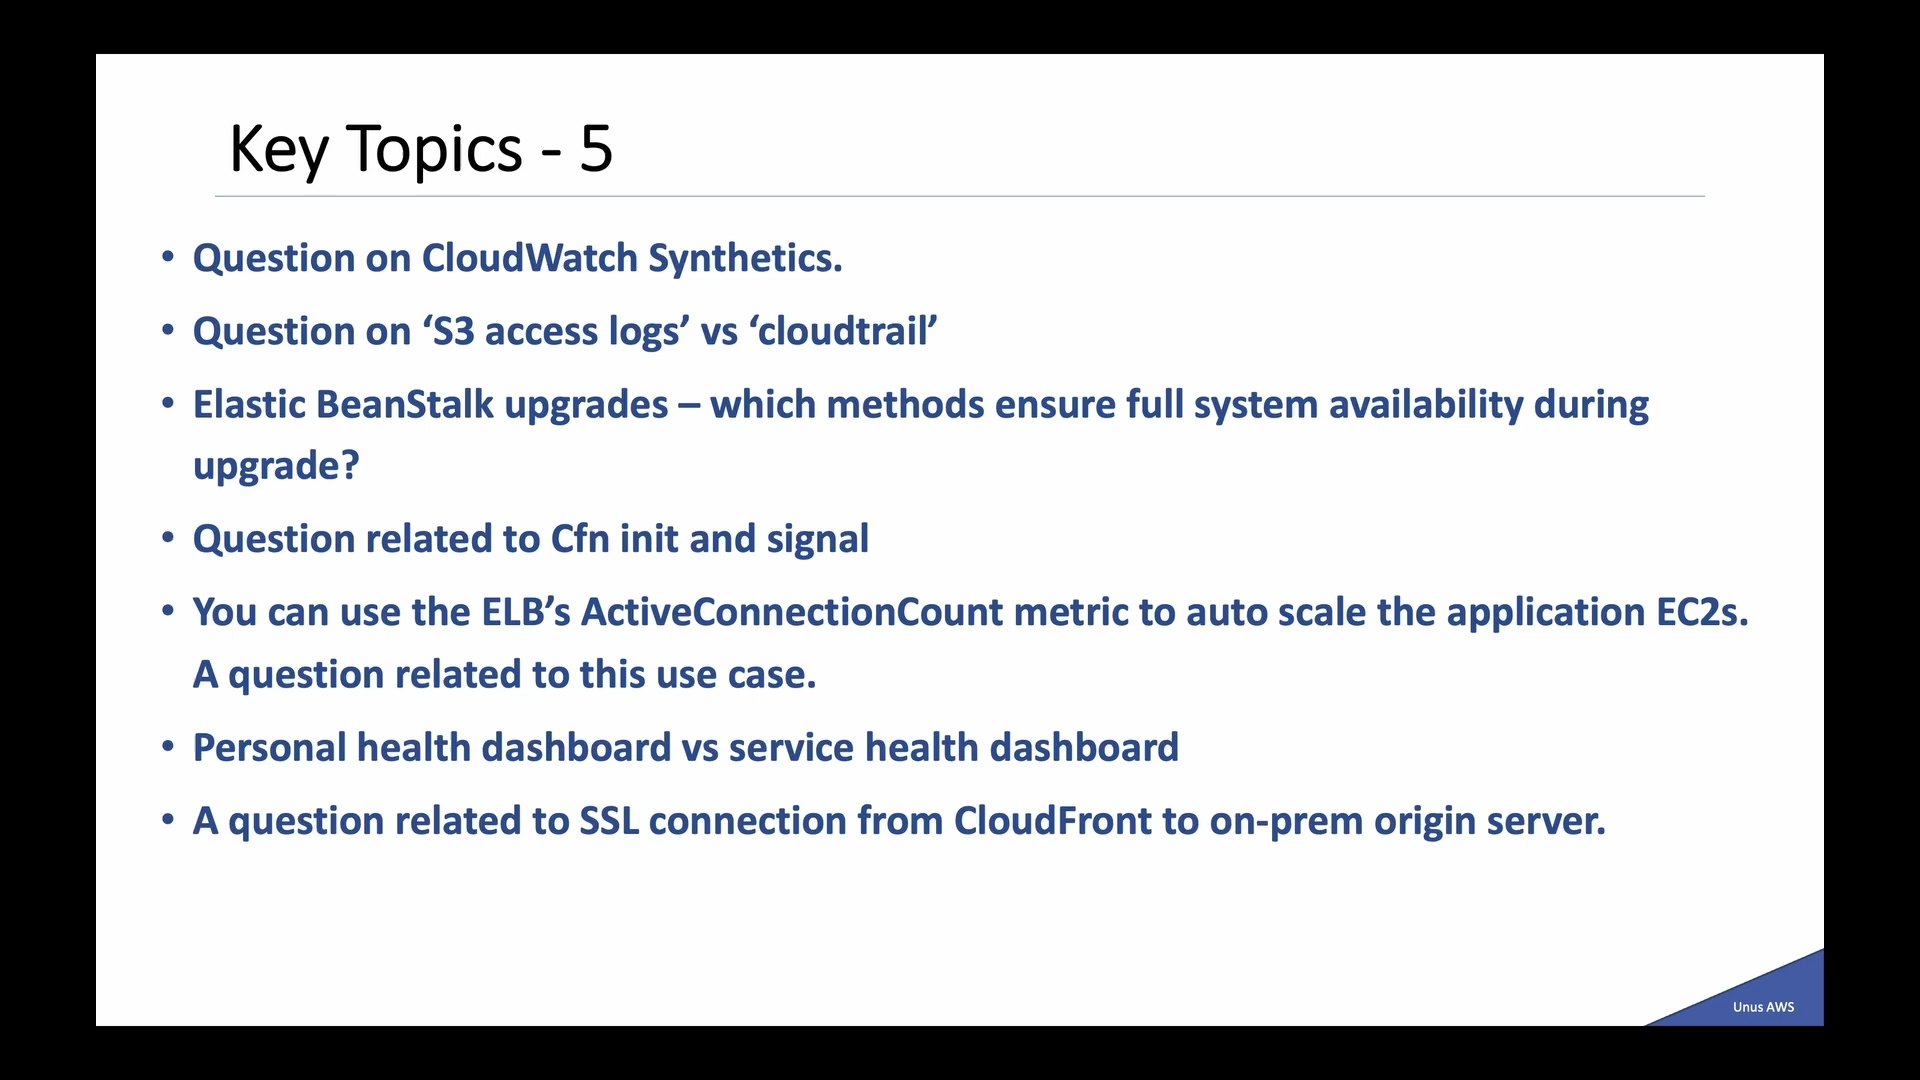 Key Topics - 5
• Question on CloudWatch Synthetics.
• Question on ‘S3 access logs’ vs ‘cloudtrail’
• Elastic BeanStalk upgrades – which methods ensure full system availability during
upgrade?
• Question related to Cfn init and signal
• You can use the ELB’s ActiveConnectionCount metric to auto scale the application EC2s.
A question related to this use case.
• Personal health dashboard vs service health dashboard
• A question related to SSL connection from CloudFront to on-prem origin server.
Unus AWS